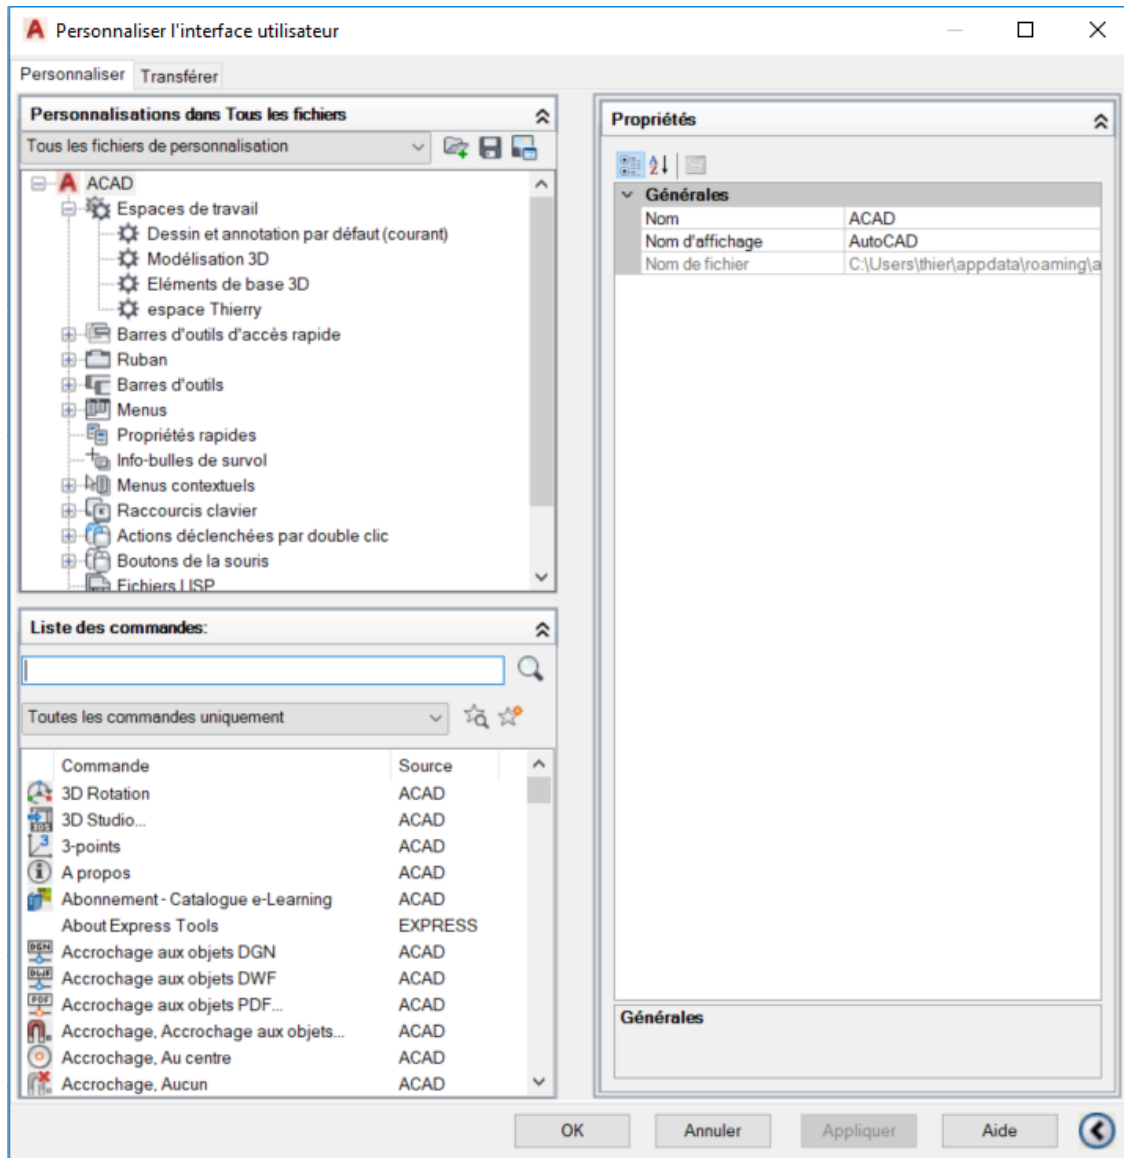 Personnaliser l'interface utilisateur
Personnaliser Transférer
Personnalisations dans Tous les fichiers
Tous les fichiers de personnalisation
ACAD
Espaces de travail
Dessin et annotation par défaut (courant)
Modélisation 3D
Eléments de base 3D
espace Thierry
Barres d'outils d'accès rapide
Ruban
Barres d'outils
Menus
Propriétés rapides
Info-bulles de survol
Menus contextuels
Raccourcis clavier
Actions déclenchées par double clic
Boutons de la souris
Fichiers LISP
Liste des commandes:
Toutes les commandes uniquement
Commande Source
3D Rotation ACAD
3D Studio... ACAD
3-points ACAD
A propos ACAD
Abonnement - Catalogue e-Learning ACAD
About Express Tools EXPRESS
Accrochage aux objets DGN ACAD
Accrochage aux objets DWF ACAD
Accrochage aux objets PDF... ACAD
Accrochage, Accrochage aux objets... ACAD
Accrochage, Au centre ACAD
Accrochage, Aucun ACAD
Propriétés
Générales
Nom ACAD
Nom d'affichage AutoCAD
Nom de fichier C:\Users\thier\appdata\roaming\a
Générales
OK Annuler Appliquer Aide